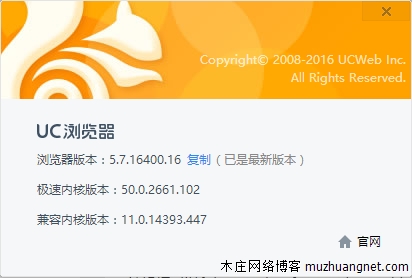 Copyright© 2008-2016 UCWeb Inc.
All Rights Reserved.
UC浏览器
浏览器版本：5.7.16400.16 复制（已是最新版本）
极速内核版本：50.0.2661.102
兼容内核版本：11.0.14393.447
官网
木庄网络博客 muzhuangnet.com